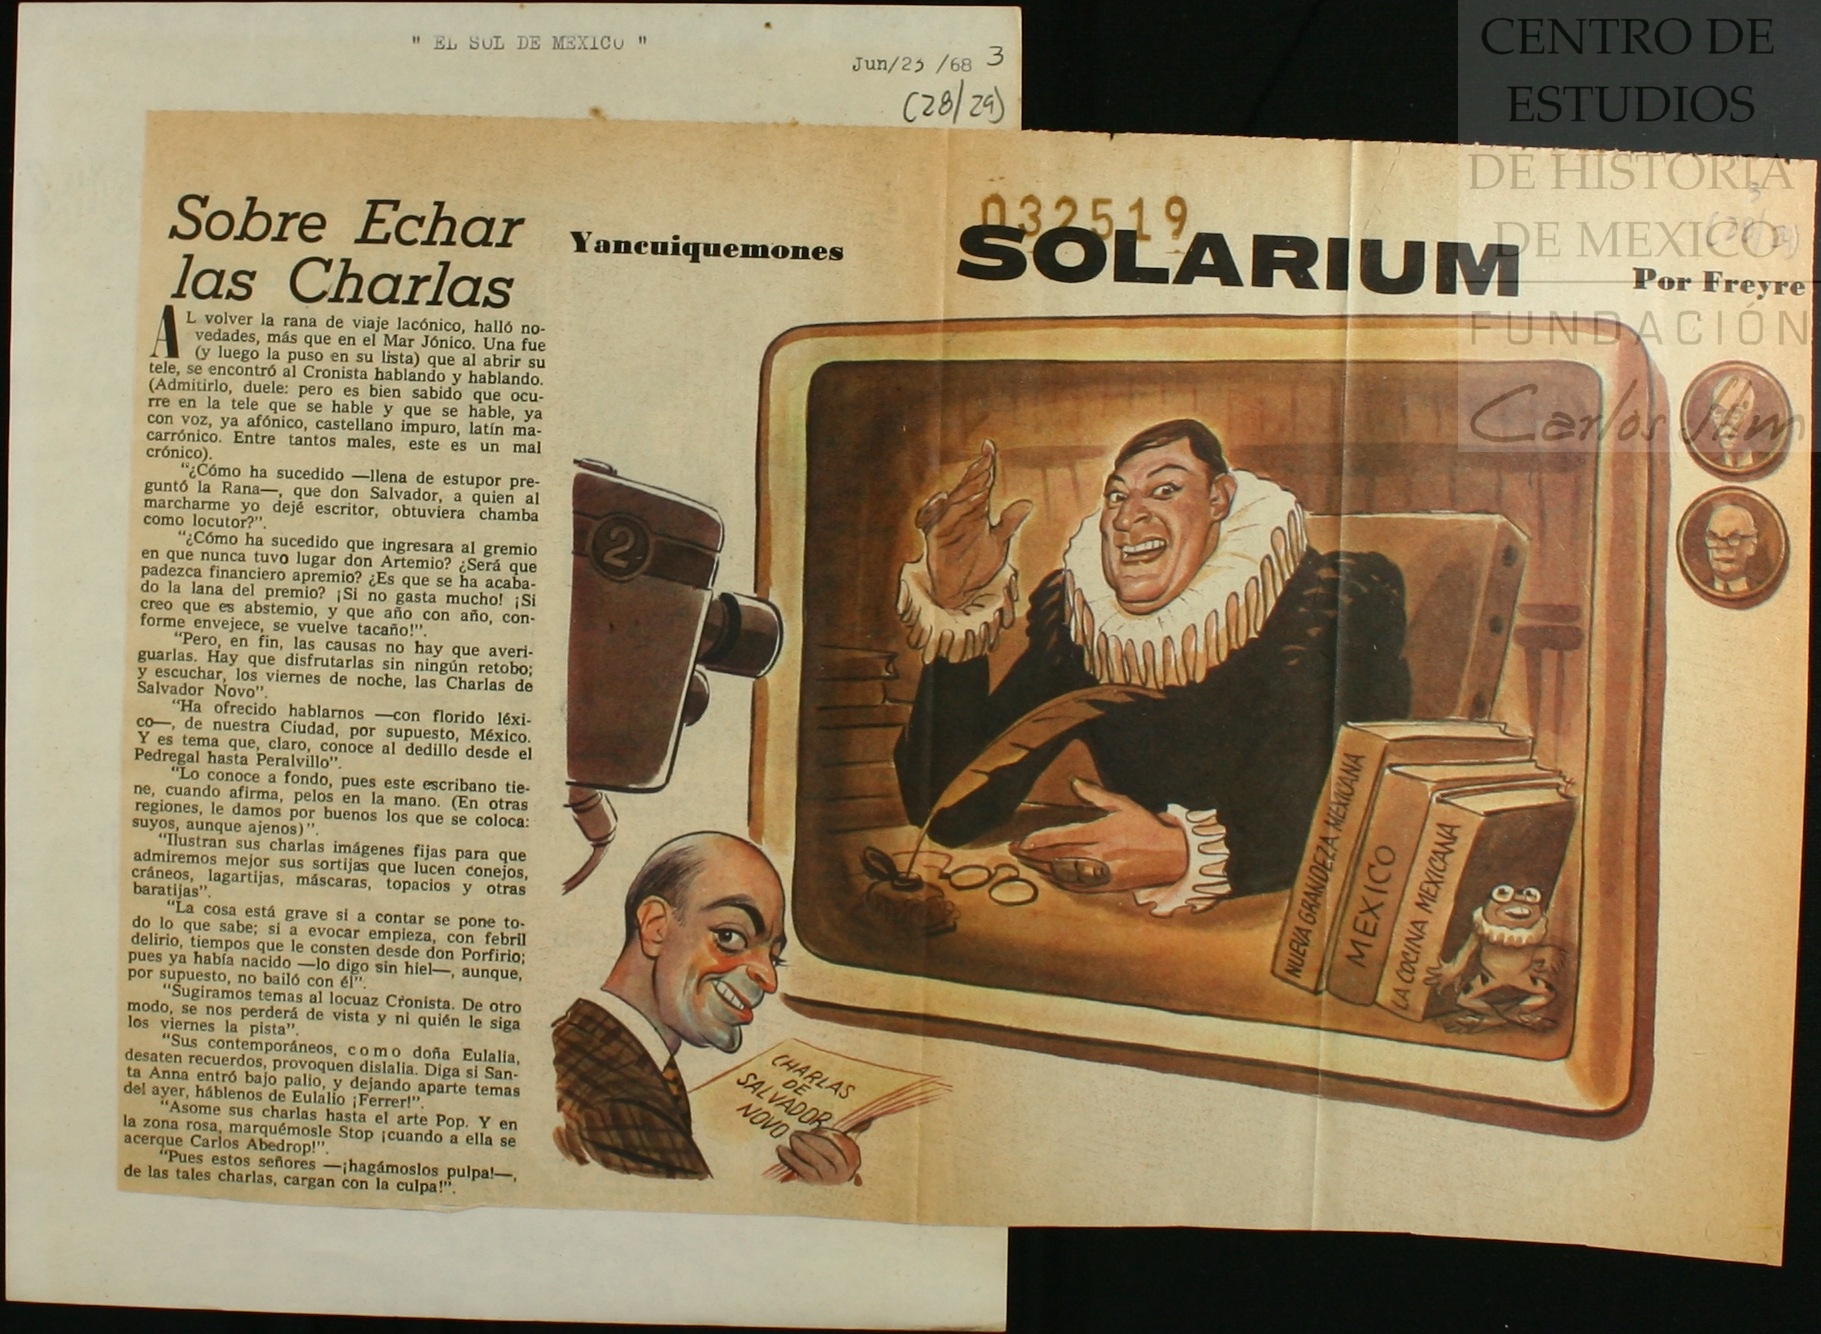 " EL SOL DE MEXICO "
Jun/23 /68 3
(28/29)
CENTRO DE
ESTUDIOS
DE HISTORIA
DE MEXICO
FUNDACIÓN
Carlos Slim
032519
Sobre Echar
las Charlas
Yancuiquemones
SOLARIUM
Por Freyre
AL volver la rana de viaje lacónico, halló no-
vedades, más que en el Mar Jónico. Una fue
(y luego la puso en su lista) que al abrir su
tele, se encontró al Cronista hablando y hablando.
(Admitirlo, duele: pero es bien sabido que ocu-
rre en la tele que se hable y que se hable, ya
con voz, ya afónico, castellano impuro, latín ma-
carrónico. Entre tantos males, este es un mal
crónico).
"¿Cómo ha sucedido —llena de estupor pre-
guntó la Rana—, que don Salvador, a quien al
marcharme yo dejé escritor, obtuviera chamba
como locutor?".
"¿Cómo ha sucedido que ingresara al gremio
en que nunca tuvo lugar don Artemio? ¿Será que
padezca financiero apremio? ¿Es que se ha acaba-
do la lana del premio? ¡Si no gasta mucho! ¡Si
creo que es abstemio, y que año con año, con-
forme envejece, se vuelve tacaño!".
"Pero, en fin, las causas no hay que averi-
guarlas. Hay que disfrutarlas sin ningún retobo;
y escuchar, los viernes de noche, las Charlas de
Salvador Novo".
"Ha ofrecido hablarnos —con florido léxi-
co—, de nuestra Ciudad, por supuesto, México.
Y es tema que, claro, conoce al dedillo desde el
Pedregal hasta Peralvillo".
"Lo conoce a fondo, pues este escribano tie-
ne, cuando afirma, pelos en la mano. (En otras
regiones, le damos por buenos los que se coloca:
suyos, aunque ajenos)".
"Ilustran sus charlas imágenes fijas para que
admiremos mejor sus sortijas que lucen conejos,
cráneos, lagartijas, máscaras, topacios y otras
baratijas".
"La cosa está grave si a contar se pone to-
do lo que sabe; si a evocar empieza, con febril
delirio, tiempos que le consten desde don Porfirio;
pues ya había nacido —lo digo sin hiel—, aunque,
por supuesto, no bailó con él".
"Sugiramos temas al locuaz Cronista. De otro
modo, se nos perderá de vista y ni quién le siga
los viernes la pista".
"Sus contemporáneos, como doña Eulalia,
desaten recuerdos, provoquen dislalia. Diga si San-
ta Anna entró bajo palio, y dejando aparte temas
del ayer, háblenos de Eulalio ¡Ferrer!".
"Asome sus charlas hasta el arte Pop. Y en
la zona rosa, marquémosle Stop ¡cuando a ella se
acerque Carlos Abedrop!".
"Pues estos señores —¡hagámoslos pulpa!—,
de las tales charlas, cargan con la culpa!".
2
CHARLAS
DE
SALVADOR
NOVO
NUEVA GRANDEZA MEXICANA
MEXICO
LA COCINA MEXICANA